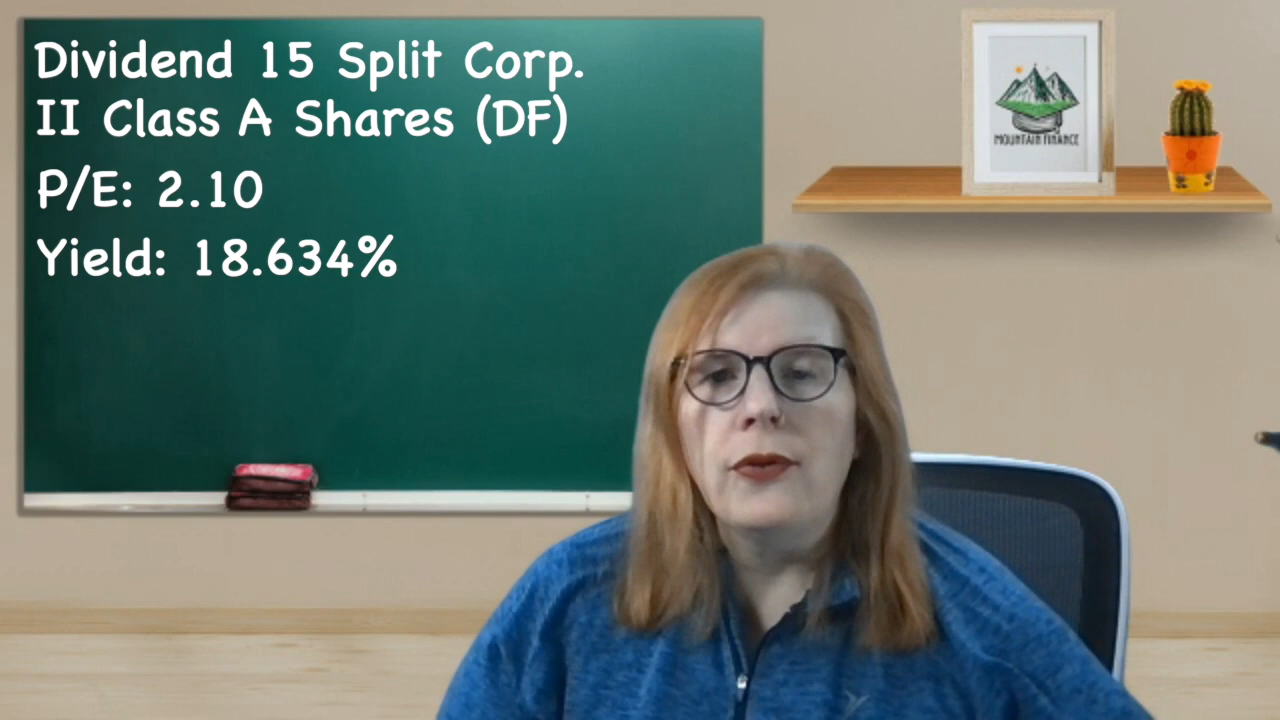 Dividend 15 Split Corp.
II Class A Shares (DF)
P/E: 2.10
Yield: 18.634%
MOUNTAIN FINANCE